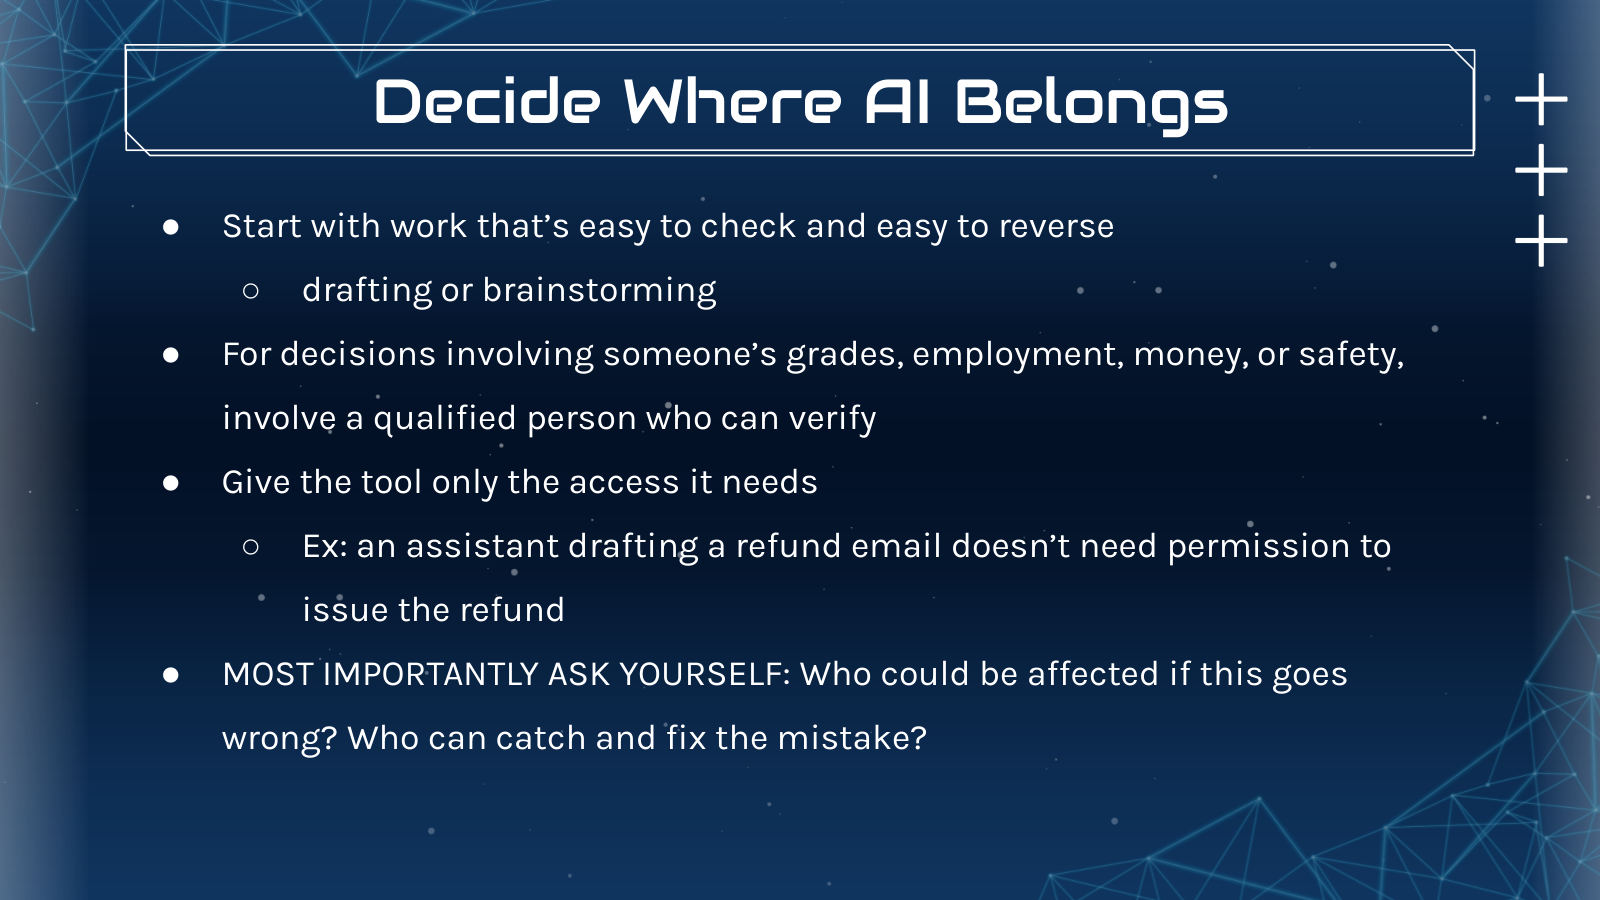 Decide Where AI Belongs
● Start with work that’s easy to check and easy to reverse
○ drafting or brainstorming
● For decisions involving someone’s grades, employment, money, or safety,
involve a qualified person who can verify
● Give the tool only the access it needs
○ Ex: an assistant drafting a refund email doesn’t need permission to
issue the refund
● MOST IMPORTANTLY ASK YOURSELF: Who could be affected if this goes
wrong? Who can catch and fix the mistake?